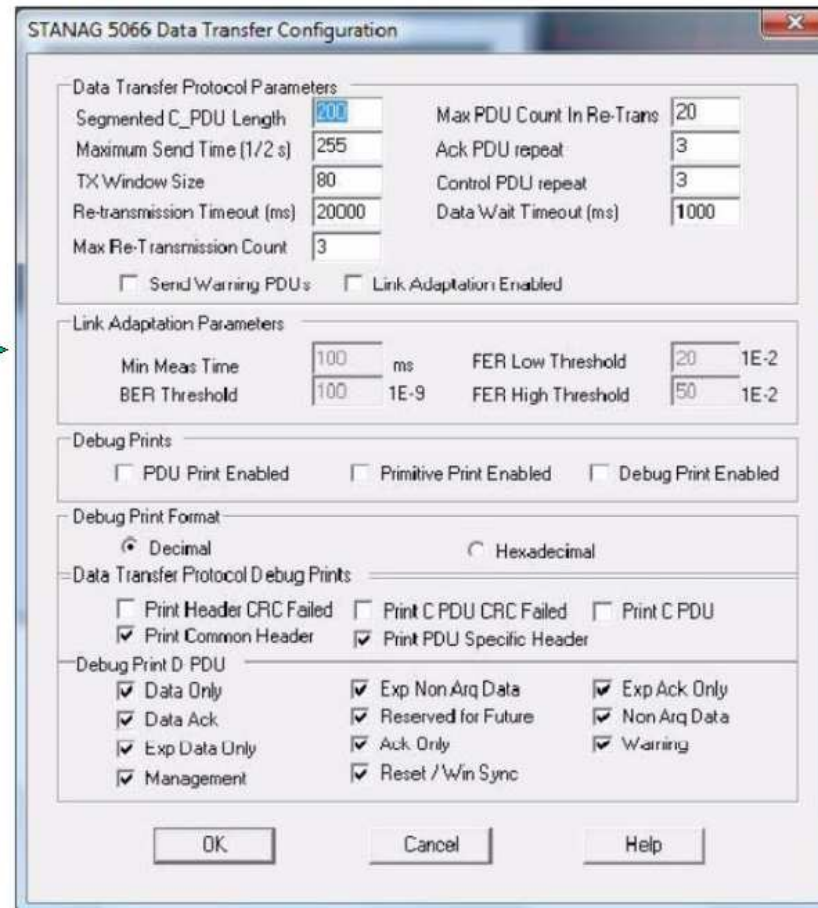 STANAG 5066 Data Transfer Configuration
Data Transfer Protocol Parameters
Segmented C_PDU Length 200 Max PDU Count In Re-Trans 20
Maximum Send Time (1/2 s) 255 Ack PDU repeat 3
TX Window Size 80 Control PDU repeat 3
Re-transmission Timeout (ms) 20000 Data Wait Timeout (ms) 1000
Max Re-Transmission Count 3
Send Warning PDUs Link Adaptation Enabled
Link Adaptation Parameters
Min Meas Time 100 ms FER Low Threshold 20 1E-2
BER Threshold 100 1E-9 FER High Threshold 50 1E-2
Debug Prints
PDU Print Enabled Primitive Print Enabled Debug Print Enabled
Debug Print Format
Decimal Hexadecimal
Data Transfer Protocol Debug Prints
Print Header CRC Failed Print C PDU CRC Failed Print C PDU
Print Common Header Print PDU Specific Header
Debug Print D PDU
Data Only Exp Non Arq Data Exp Ack Only
Data Ack Reserved for Future Non Arq Data
Exp Data Only Ack Only Warning
Management Reset / Win Sync
OK Cancel Help